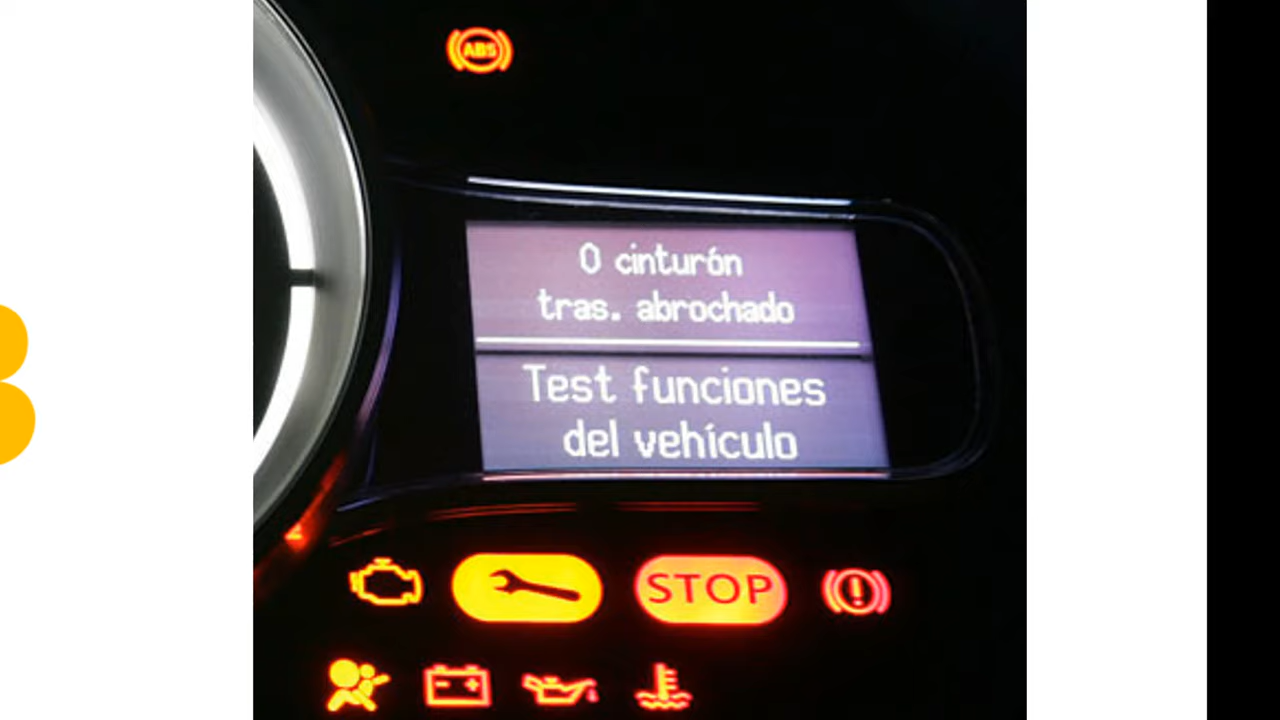 ABS
0 cinturón
tras. abrochado
Test funciones
del vehículo
STOP